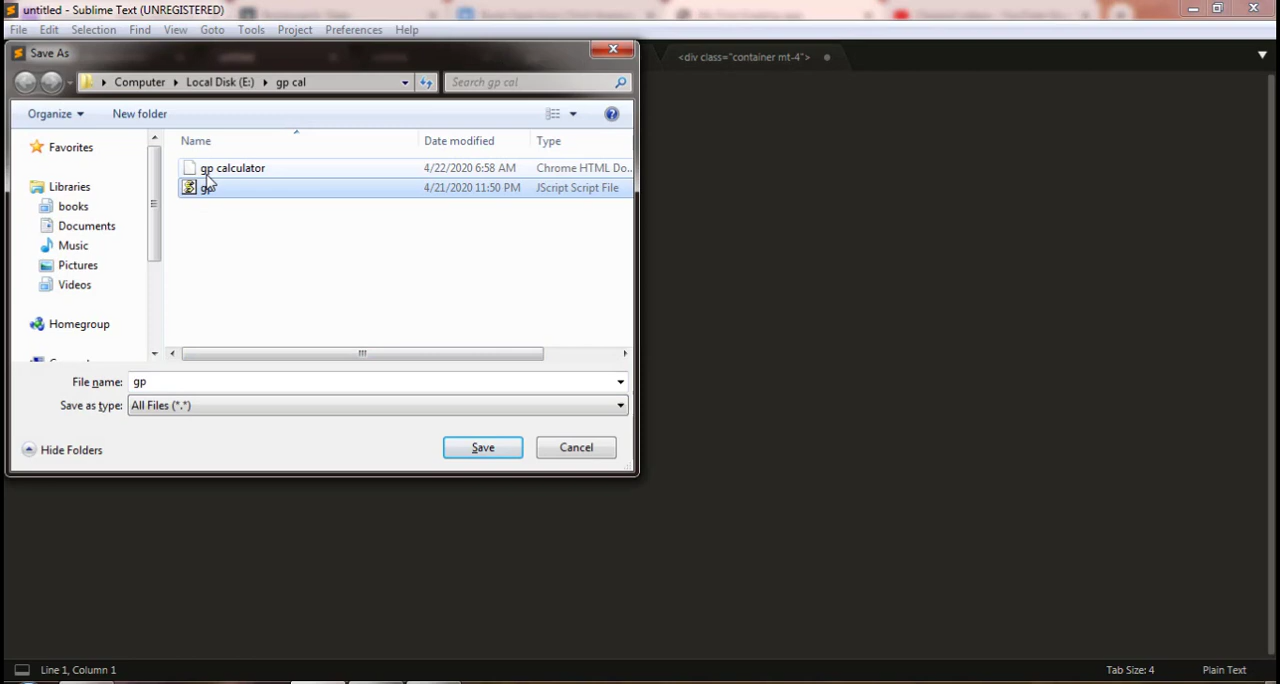 untitled - Sublime Text (UNREGISTERED)
File Edit Selection Find View Goto Tools Project Preferences Help
Save As
<div class="container mt-4">
Computer Local Disk (E:) gp cal
Search gp cal
Organize New folder
Name Date modified Type
Favorites
gp calculator 4/22/2020 6:58 AM Chrome HTML Do...
gp 4/21/2020 11:50 PM JScript Script File
Libraries
books
Documents
Music
Pictures
Videos
Homegroup
File name: gp
Save as type: All Files (*.*)
Hide Folders
Save Cancel
Line 1, Column 1
Tab Size: 4
Plain Text